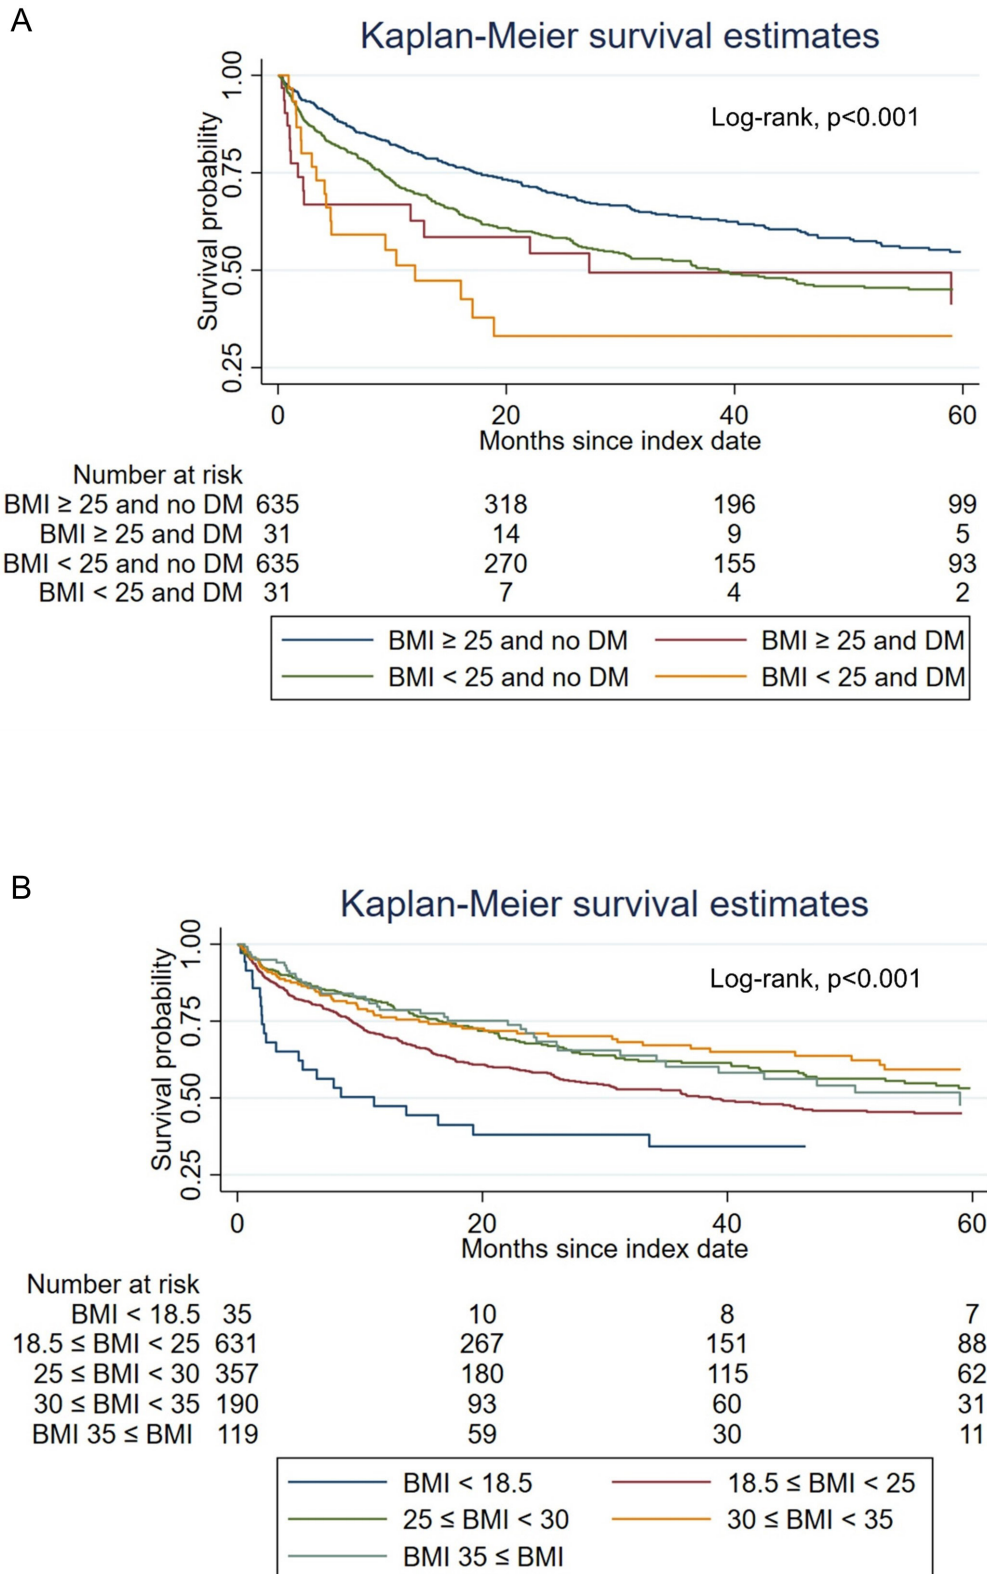 A
Kaplan-Meier survival estimates
Log-rank, p<0.001
Survival probability
1.00
0.75
0.50
0.25
0 20 40 60
Months since index date
Number at risk
BMI ≥ 25 and no DM 635 318 196 99
BMI ≥ 25 and DM 31 14 9 5
BMI < 25 and no DM 635 270 155 93
BMI < 25 and DM 31 7 4 2
BMI ≥ 25 and no DM BMI ≥ 25 and DM
BMI < 25 and no DM BMI < 25 and DM
B
Kaplan-Meier survival estimates
Log-rank, p<0.001
Survival probability
1.00
0.75
0.50
0.25
0 20 40 60
Months since index date
Number at risk
BMI < 18.5 35 10 8 7
18.5 ≤ BMI < 25 631 267 151 88
25 ≤ BMI < 30 357 180 115 62
30 ≤ BMI < 35 190 93 60 31
BMI 35 ≤ BMI 119 59 30 11
BMI < 18.5 18.5 ≤ BMI < 25
25 ≤ BMI < 30 30 ≤ BMI < 35
BMI 35 ≤ BMI